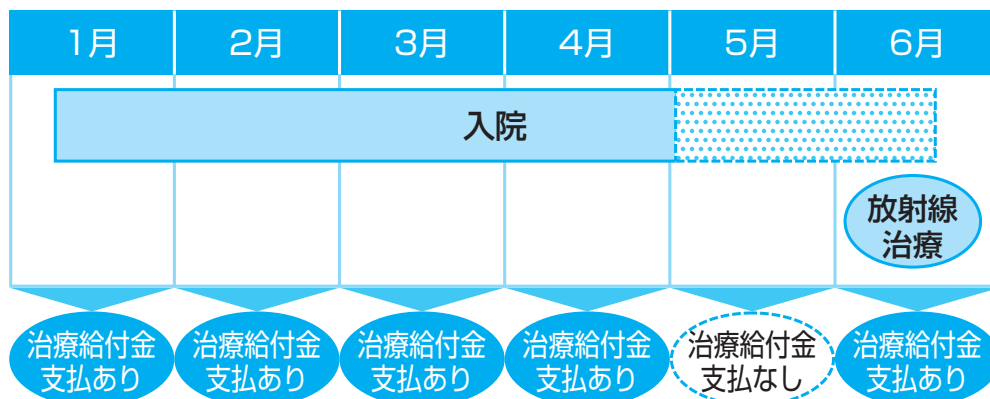 1月 2月 3月 4月 5月 6月
入院
放射線
治療
治療給付金 治療給付金 治療給付金 治療給付金 治療給付金 治療給付金
支払あり 支払あり 支払あり 支払あり 支払なし 支払あり